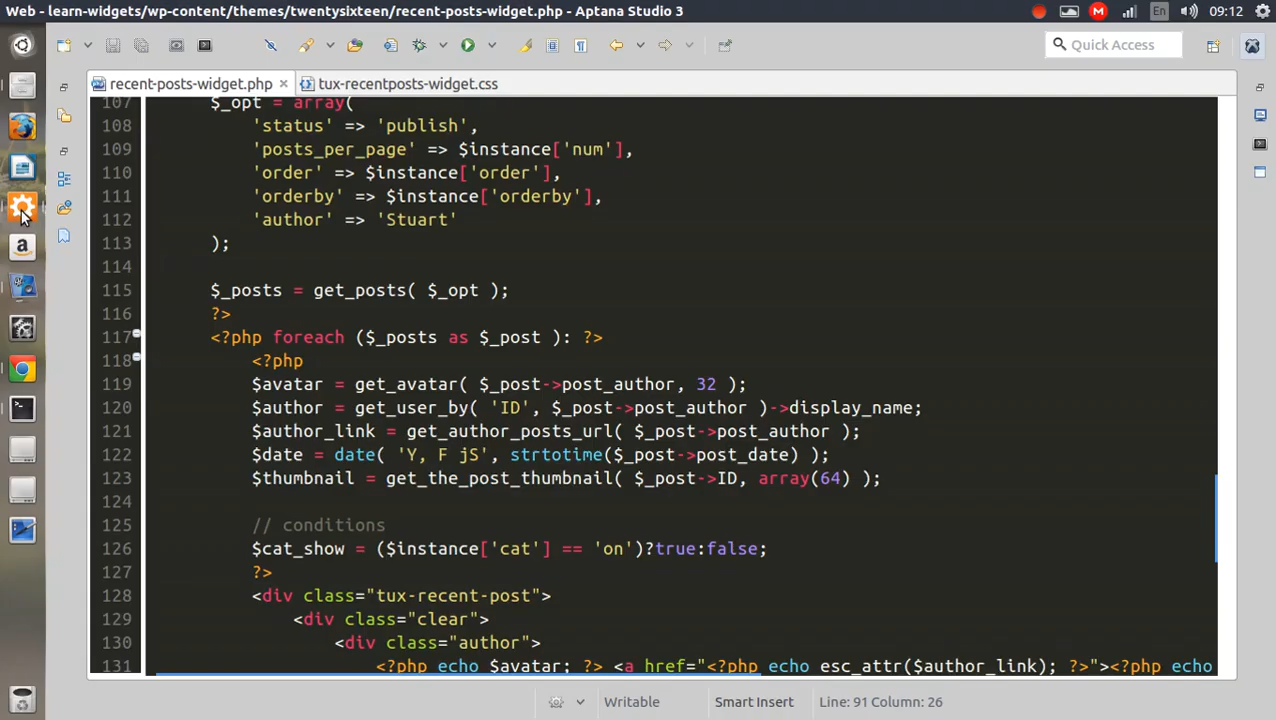 Web - learn-widgets/wp-content/themes/twentysixteen/recent-posts-widget.php - Aptana Studio 3
M
En
09:12
Quick Access
recent-posts-widget.php
tux-recentposts-widget.css
a
107 $_opt = array(
108 'status' => 'publish',
109 'posts_per_page' => $instance['num'],
110 'order' => $instance['order'],
111 'orderby' => $instance['orderby'],
112 'author' => 'Stuart'
113 );
114
115 $_posts = get_posts( $_opt );
116 ?>
117 <?php foreach ($_posts as $_post ): ?>
118 <?php
119 $avatar = get_avatar( $_post->post_author, 32 );
120 $author = get_user_by( 'ID', $_post->post_author )->display_name;
121 $author_link = get_author_posts_url( $_post->post_author );
122 $date = date( 'Y, F jS', strtotime($_post->post_date) );
123 $thumbnail = get_the_post_thumbnail( $_post->ID, array(64) );
124
125 // conditions
126 $cat_show = ($instance['cat'] == 'on')?true:false;
127 ?>
128 <div class="tux-recent-post">
129 <div class="clear">
130 <div class="author">
131 <?php echo $avatar; ?> <a href="<?php echo esc_attr($author_link); ?>"><?php echo
Writable
Smart Insert
Line: 91 Column: 26